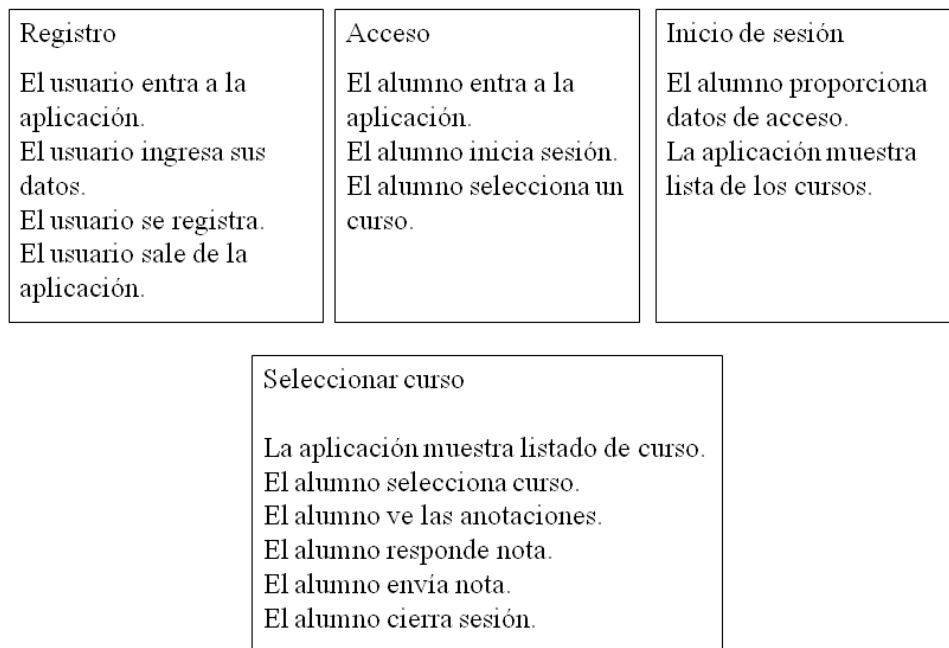 Registro
El usuario entra a la
aplicación.
El usuario ingresa sus
datos.
El usuario se registra.
El usuario sale de la
aplicación.
Acceso
El alumno entra a la
aplicación.
El alumno inicia sesión.
El alumno selecciona un
curso.
Inicio de sesión
El alumno proporciona
datos de acceso.
La aplicación muestra
lista de los cursos.
Seleccionar curso
La aplicación muestra listado de curso.
El alumno selecciona curso.
El alumno ve las anotaciones.
El alumno responde nota.
El alumno envía nota.
El alumno cierra sesión.